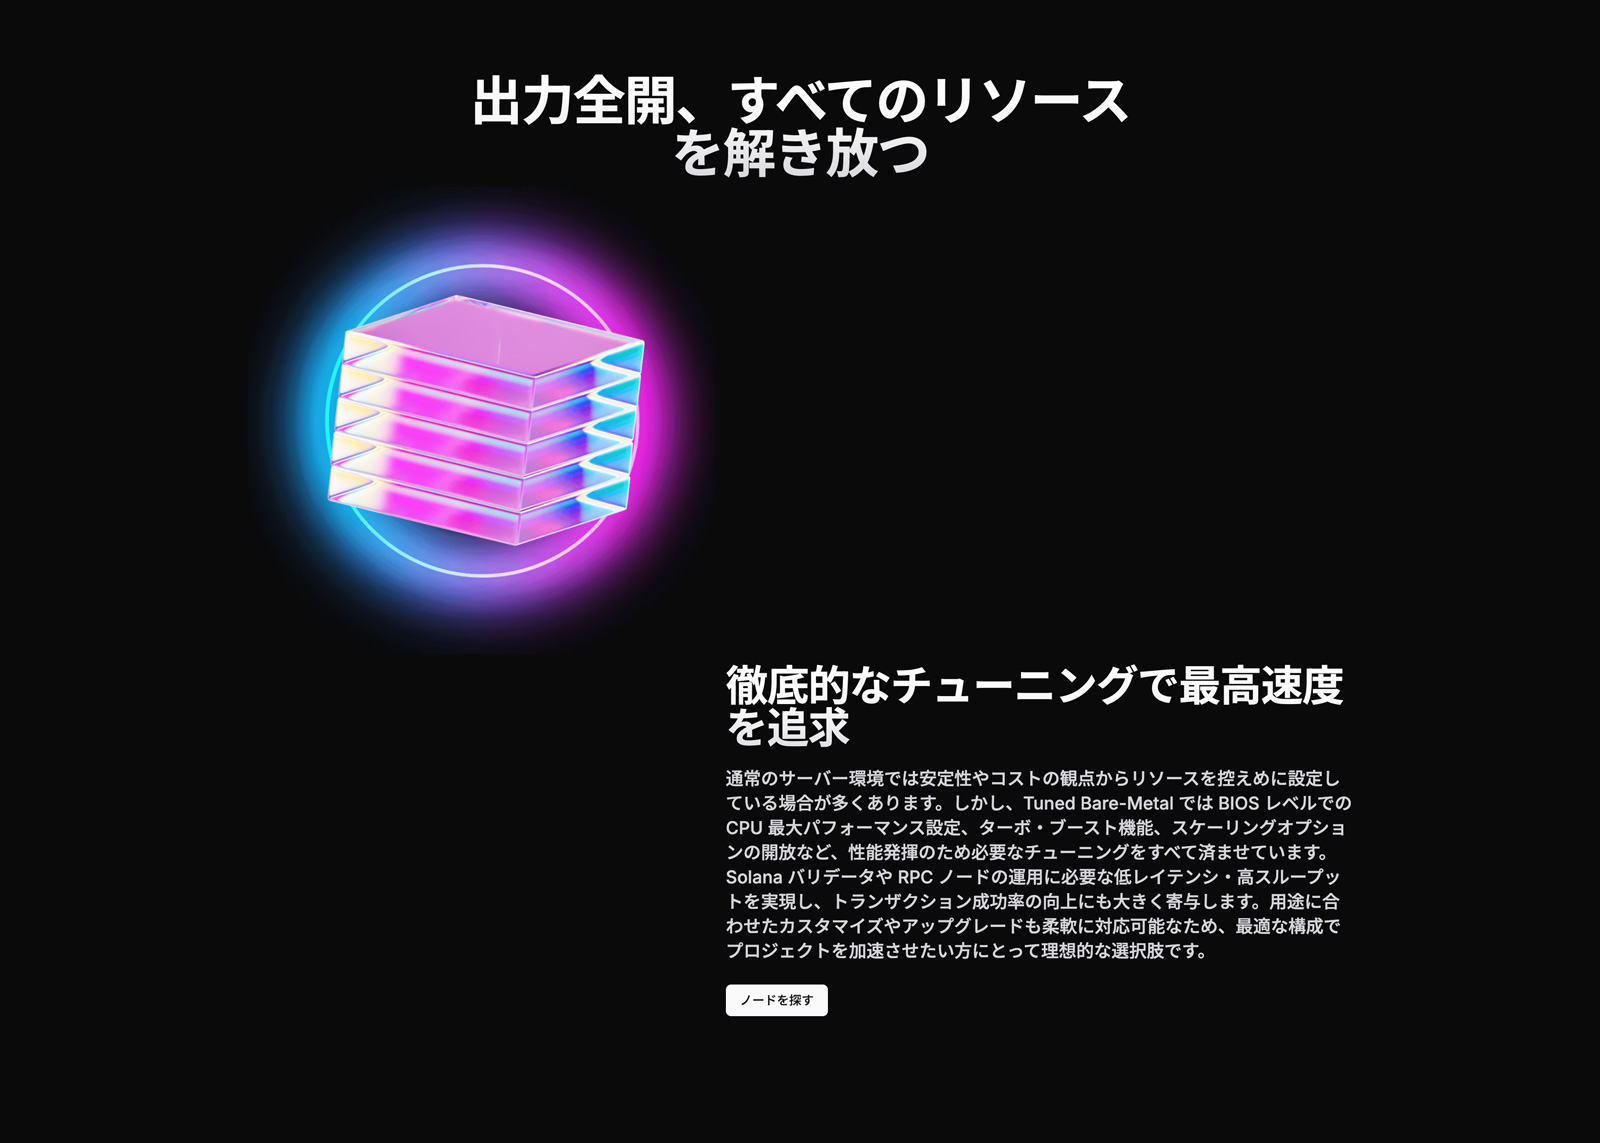 出力全開、すべてのリソース
を解き放つ
徹底的なチューニングで最高速度
を追求
通常のサーバー環境では安定性やコストの観点からリソースを控えめに設定し
ている場合が多くあります。しかし、Tuned Bare-Metal では BIOS レベルでの
CPU 最大パフォーマンス設定、ターボ・ブースト機能、スケーリングオプショ
ンの開放など、性能発揮のため必要なチューニングをすべて済ませています。
Solana バリデータや RPC ノードの運用に必要な低レイテンシ・高スループッ
トを実現し、トランザクション成功率の向上にも大きく寄与します。用途に合
わせたカスタマイズやアップグレードも柔軟に対応可能なため、最適な構成で
プロジェクトを加速させたい方にとって理想的な選択肢です。
ノードを探す